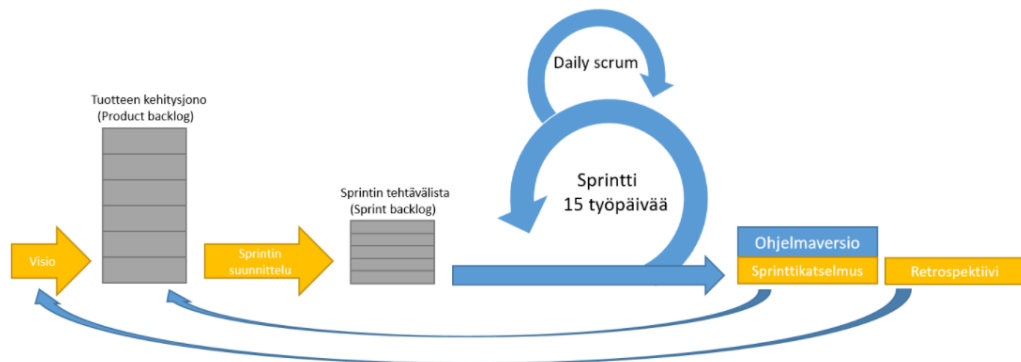 Daily scrum
Tuotteen kehitysjono
(Product backlog)
Sprintin tehtävälista
(Sprint backlog)
Sprintti
15 työpäivää
Visio
Sprintin
suunnittelu
Ohjelmaversio
Sprinttikatselmus
Retrospektiivi